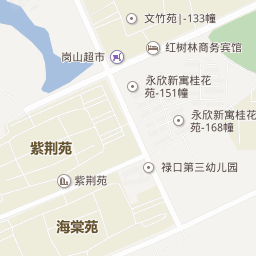 文竹苑|-133幢
红树林商务宾馆
岗山超市
永欣新寓桂花
苑-151幢
永欣新寓桂花
苑-168幢
紫荆苑
禄口第三幼儿园
紫荆苑
海棠苑